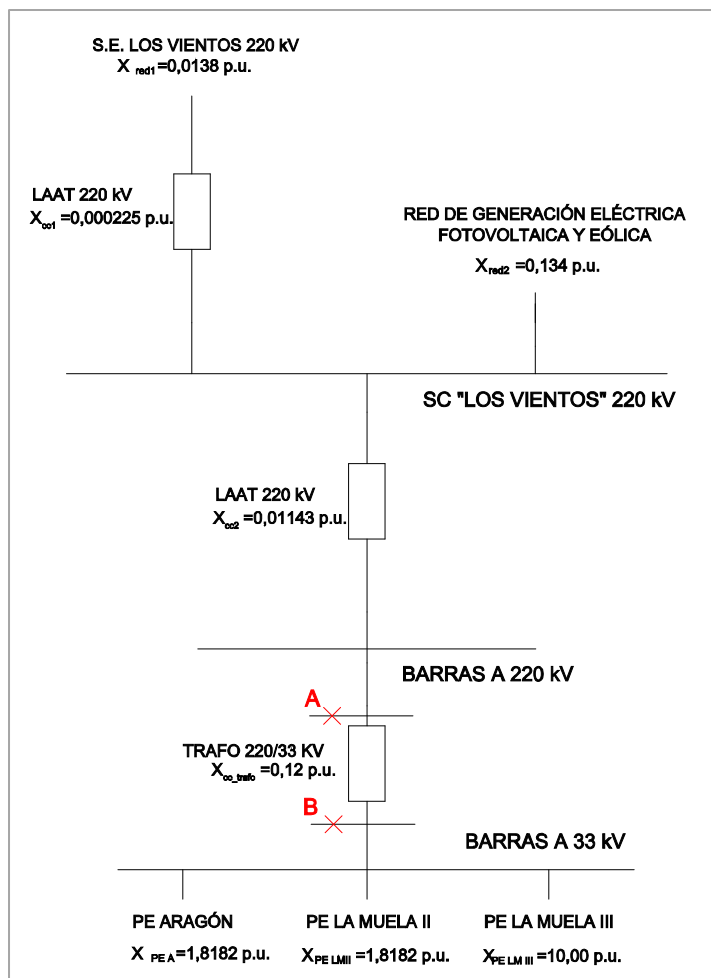 S.E. LOS VIENTOS 220 kV
X red1 =0,0138 p.u.
LAAT 220 kV
Xcc1 =0,000225 p.u.
RED DE GENERACIÓN ELÉCTRICA
FOTOVOLTAICA Y EÓLICA
Xred2 =0,134 p.u.
SC "LOS VIENTOS" 220 kV
LAAT 220 kV
Xcc2 =0,01143 p.u.
BARRAS A 220 kV
A
TRAFO 220/33 KV
Xcc_trafo =0,12 p.u.
B
BARRAS A 33 kV
PE ARAGÓN
X PE A =1,8182 p.u.
PE LA MUELA II
XPE LMII =1,8182 p.u.
PE LA MUELA III
XPE LM III =10,00 p.u.